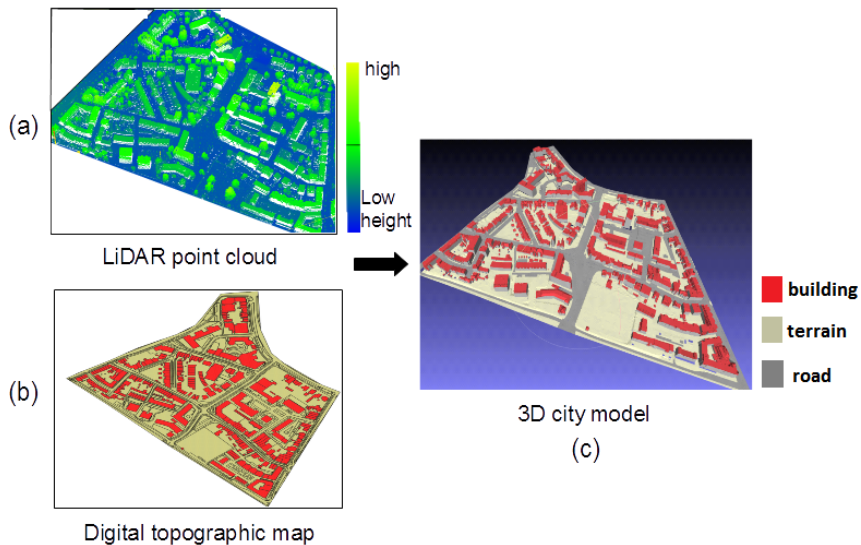 (a)
high
Low
height
LiDAR point cloud
(b)
Digital topographic map
3D city model
(c)
building
terrain
road